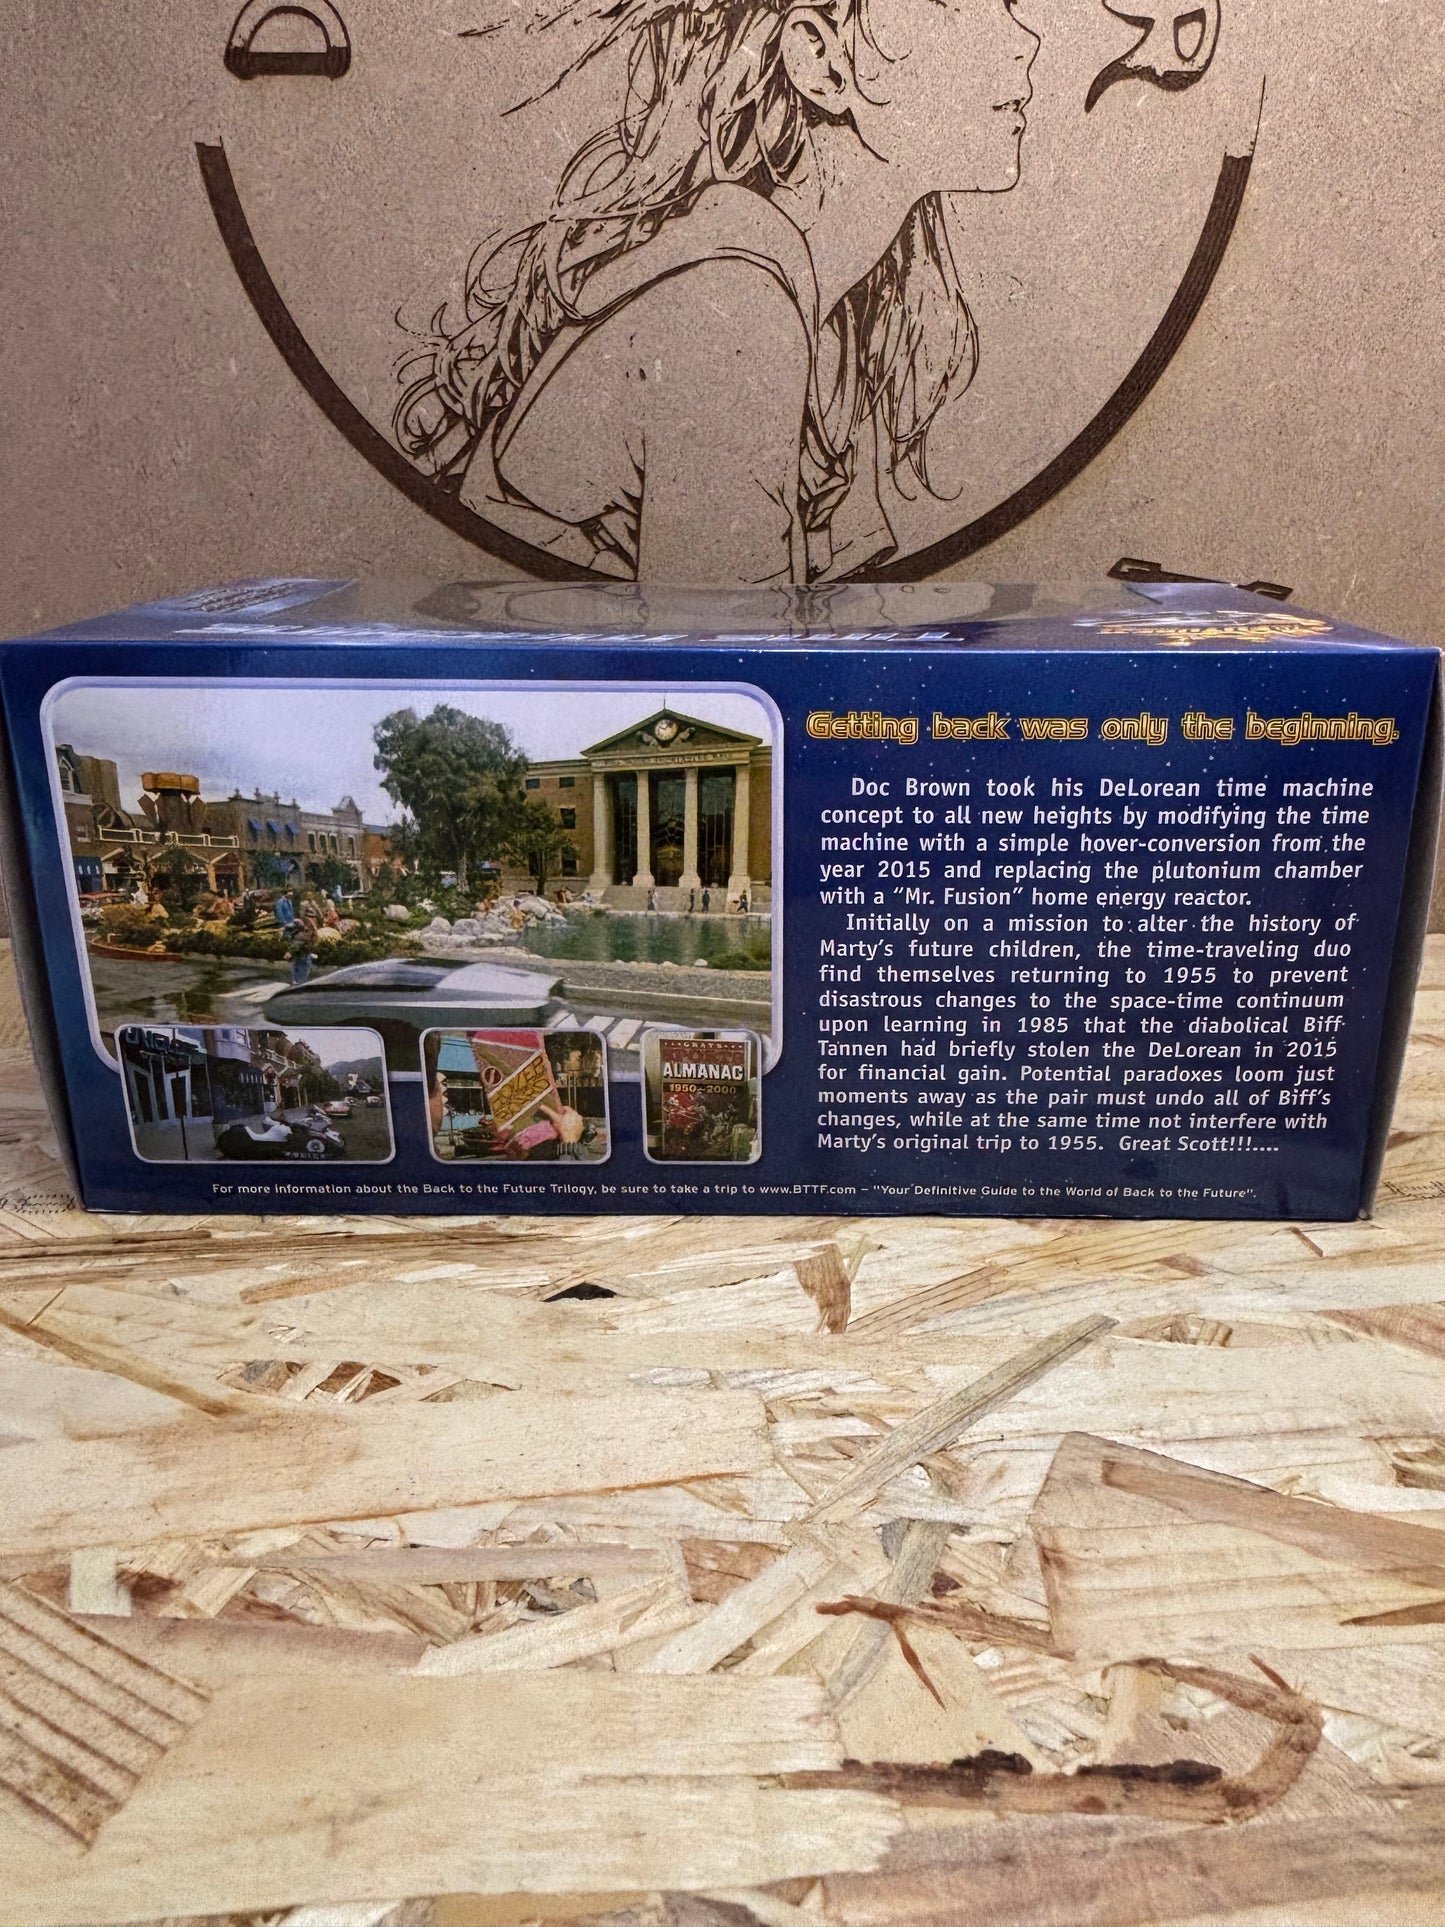 Getting back was only the beginning.
Doc Brown took his DeLorean time machine
concept to all new heights by modifying the time
machine with a simple hover-conversion from the
year 2015 and replacing the plutonium chamber
with a “Mr. Fusion” home energy reactor.
Initially on a mission to alter the history of
Marty’s future children, the time-traveling duo
find themselves returning to 1955 to prevent
disastrous changes to the space-time continuum
upon learning in 1985 that the diabolical Biff
Tannen had briefly stolen the DeLorean in 2015
for financial gain. Potential paradoxes loom just
moments away as the pair must undo all of Biff’s
changes, while at the same time not interfere with
Marty’s original trip to 1955. Great Scott!!!....
GRAYS
ALMANAC
1950-2000
For more information about the Back to the Future Trilogy, be sure to take a trip to www.BTTF.com – "Your Definitive Guide to the World of Back to the Future".